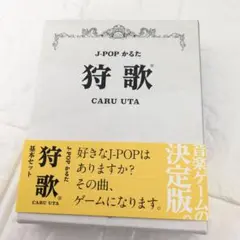 J-POP かるた
狩歌
CARU UTA
J-POP かるた
狩歌
CARU UTA
基本セット
好きなJ-POPは
ありますか?
その曲、
ゲームになります。
音楽ゲームの
決定版。